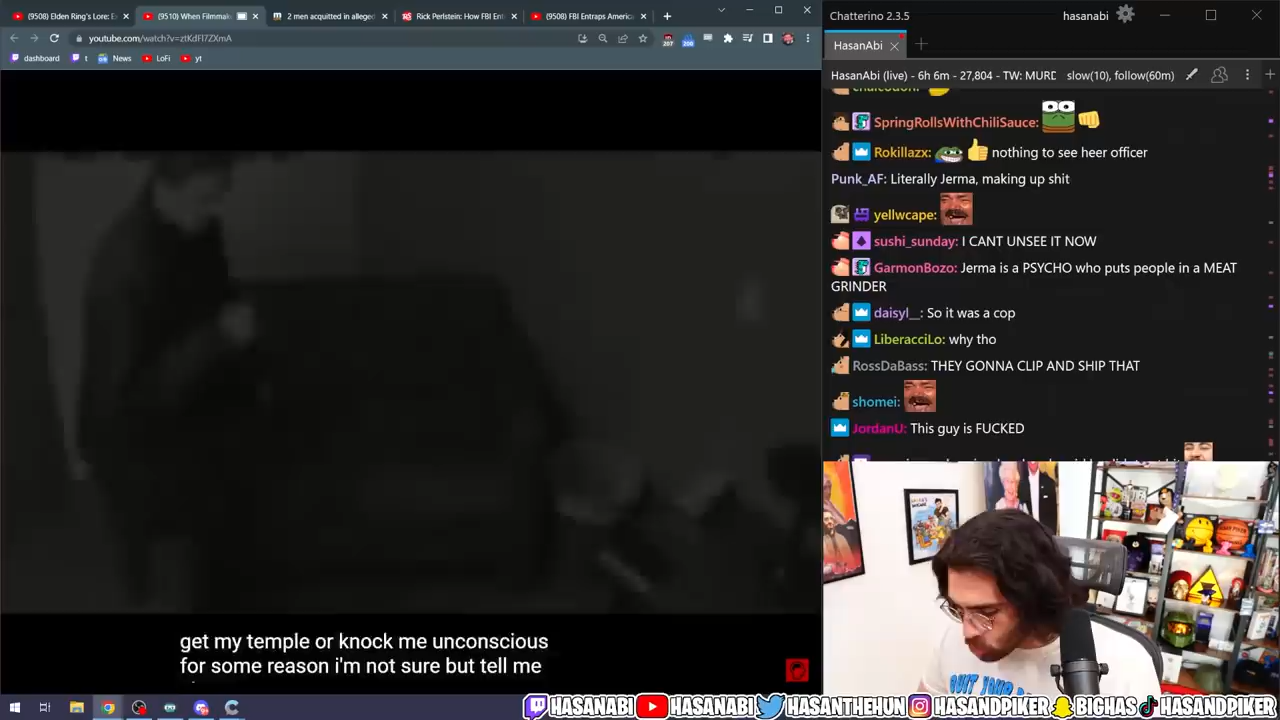 (9508) Elden Ring's Lore: E
(9510) When Filmmak
2 men acquitted in alleged
Rick Perlstein: How FBI Ent
(9508) FBI Entraps America
youtube.com/watch?v=ztKdFI7ZXmA
dashboard
t
News
LoFi
yt
get my temple or knock me unconscious
for some reason i'm not sure but tell me
Chatterino 2.3.5
hasanabi
HasanAbi
HasanAbi (live) - 6h 6m - 27,804 - TW: MURD
slow(10), follow(60m)
SpringRollsWithChiliSauce:
Rokillazx: nothing to see heer officer
Punk_AF: Literally Jerma, making up shit
yellwcape:
sushi_sunday: I CANT UNSEE IT NOW
GarmonBozo: Jerma is a PSYCHO who puts people in a MEAT
GRINDER
daisyl__: So it was a cop
LiberacciLo: why tho
RossDaBass: THEY GONNA CLIP AND SHIP THAT
shomei:
JordanU: This guy is FUCKED
QUIT YOUR
HASANABI
HASANABI
HASANTHEHUN
HASANDPIKER
BIGHAS
HASANDPIKER